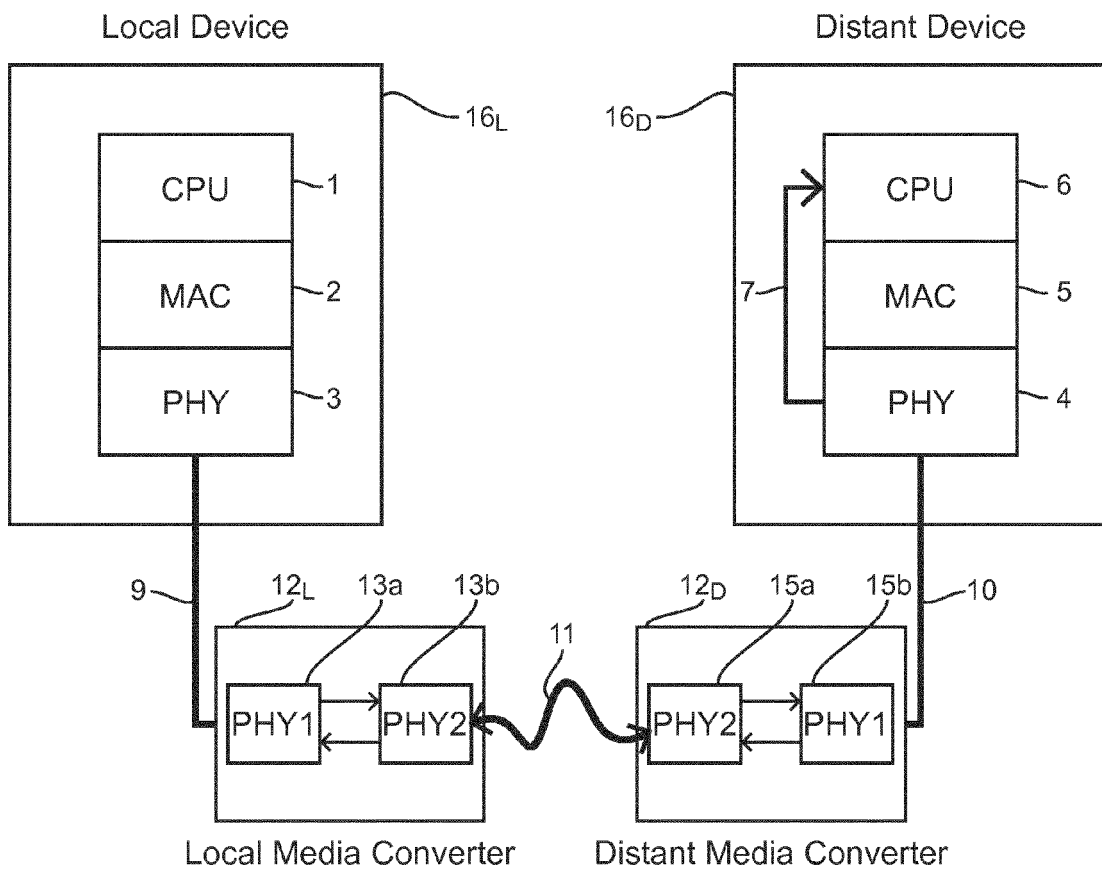 Local Device
Distant Device
16L
16D
CPU
1
CPU
6
MAC
2
7
MAC
5
PHY
3
PHY
4
9
12L
13a
13b
11
12D
15a
15b
10
PHY1
PHY2
PHY2
PHY1
Local Media Converter
Distant Media Converter